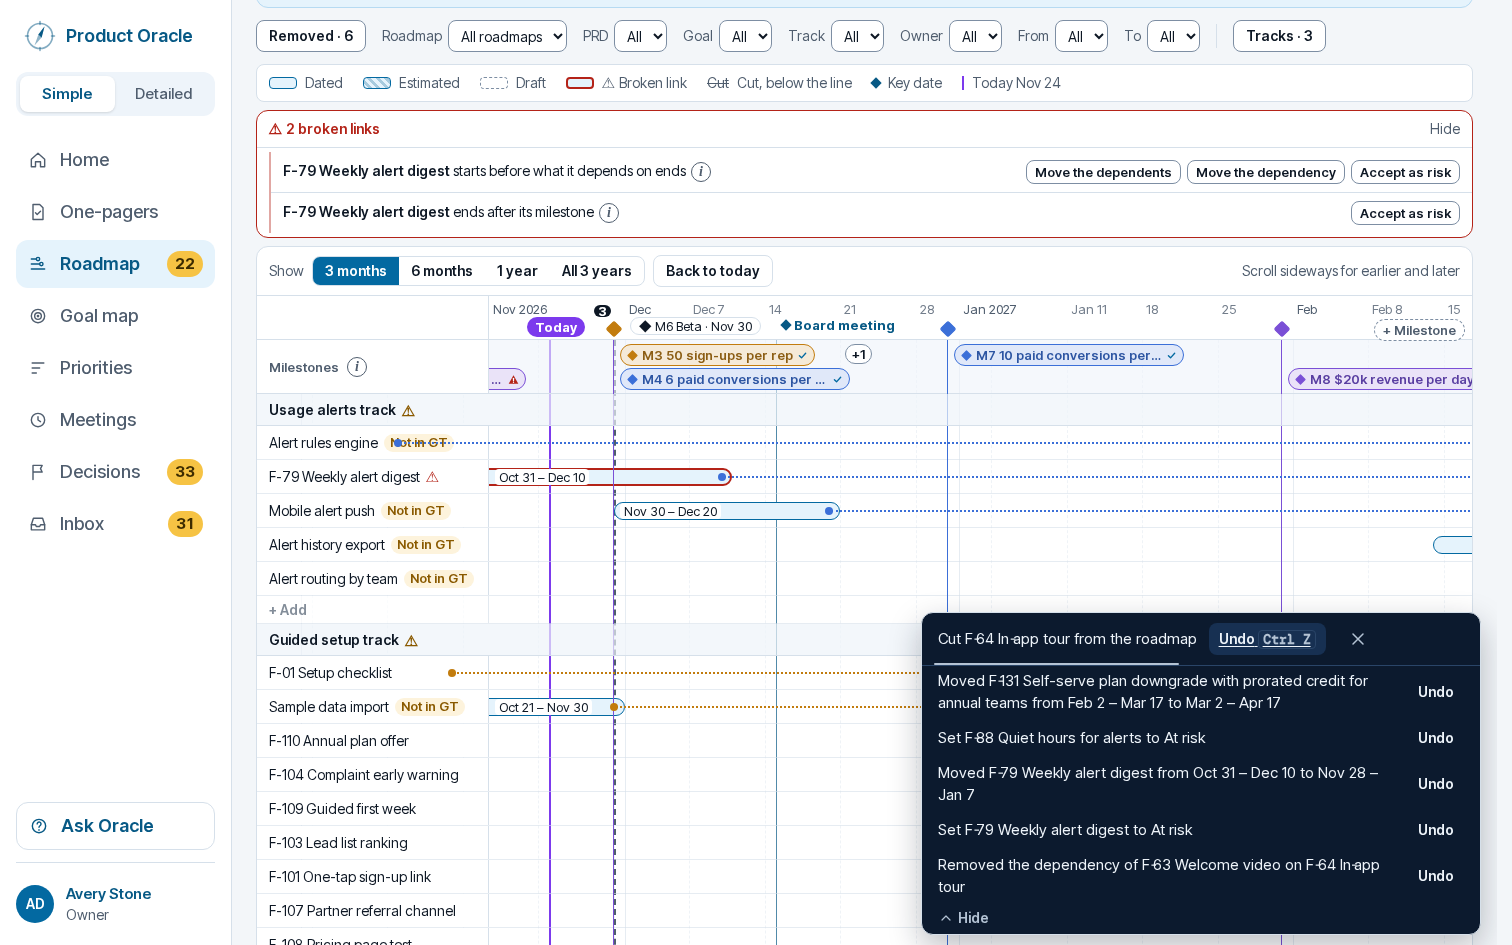 Product Oracle
Simple
Detailed
Home
One-pagers
Roadmap 22
Goal map
Priorities
Meetings
Decisions 33
Inbox 31
Ask Oracle
AD Avery Stone
Owner
Removed · 6 Roadmap All roadmaps PRD All Goal All Track All Owner All From All To All Tracks · 3
Dated Estimated Draft ⚠ Broken link Cut Cut, below the line Key date Today Nov 24
⚠ 2 broken links Hide
F-79 Weekly alert digest starts before what it depends on ends i Move the dependents Move the dependency Accept as risk
F-79 Weekly alert digest ends after its milestone i Accept as risk
Show 3 months 6 months 1 year All 3 years Back to today Scroll sideways for earlier and later
Nov 2026 3 Dec Dec 7 14 21 28 Jan 2027 Jan 11 18 25 Feb Feb 8 15
Today M6 Beta · Nov 30 Board meeting + Milestone
Milestones i
M3 50 sign-ups per rep ✓ +1 M7 10 paid conversions per... ✓
... M4 6 paid conversions per ... ✓ M8 $20k revenue per day
Usage alerts track ⚠
Alert rules engine Not in GT
F-79 Weekly alert digest ⚠ Oct 31 – Dec 10
Mobile alert push Not in GT Nov 30 – Dec 20
Alert history export Not in GT
Alert routing by team Not in GT
+ Add
Guided setup track ⚠
F-01 Setup checklist
Sample data import Not in GT Oct 21 – Nov 30
F-110 Annual plan offer
F-104 Complaint early warning
F-109 Guided first week
F-103 Lead list ranking
F-101 One-tap sign-up link
F-107 Partner referral channel
F-108 Pricing page test
Cut F-64 In-app tour from the roadmap Undo Ctrl Z
Moved F-131 Self-serve plan downgrade with prorated credit for
annual teams from Feb 2 – Mar 17 to Mar 2 – Apr 17 Undo
Set F-88 Quiet hours for alerts to At risk Undo
Moved F-79 Weekly alert digest from Oct 31 – Dec 10 to Nov 28 –
Jan 7 Undo
Set F-79 Weekly alert digest to At risk Undo
Removed the dependency of F-63 Welcome video on F-64 In-app
tour Undo
Hide